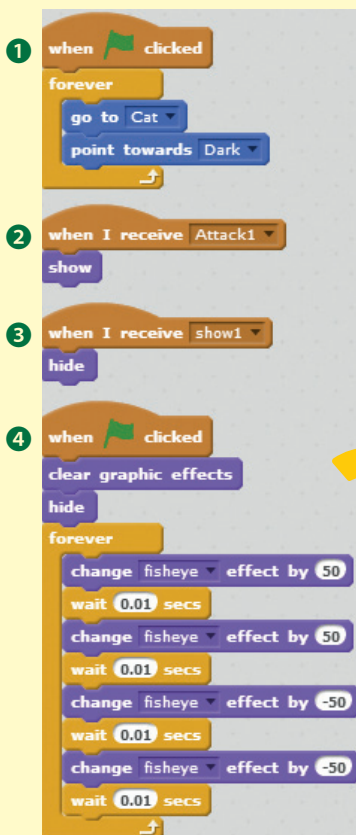 1
when clicked
forever
go to Cat
point towards Dark
2
when I receive Attack1
show
3
when I receive show1
hide
4
when clicked
clear graphic effects
hide
forever
change fisheye effect by 50
wait 0.01 secs
change fisheye effect by 50
wait 0.01 secs
change fisheye effect by -50
wait 0.01 secs
change fisheye effect by -50
wait 0.01 secs